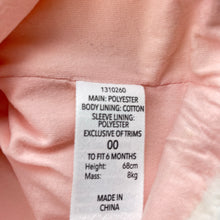 1310260
MAIN: POLYESTER
BODY LINING: COTTON
SLEEVE LINING:
POLYESTER
EXCLUSIVE OF TRIMS
00
TO FIT 6 MONTHS
Height: 68cm
Mass: 8kg
MADE IN
CHINA